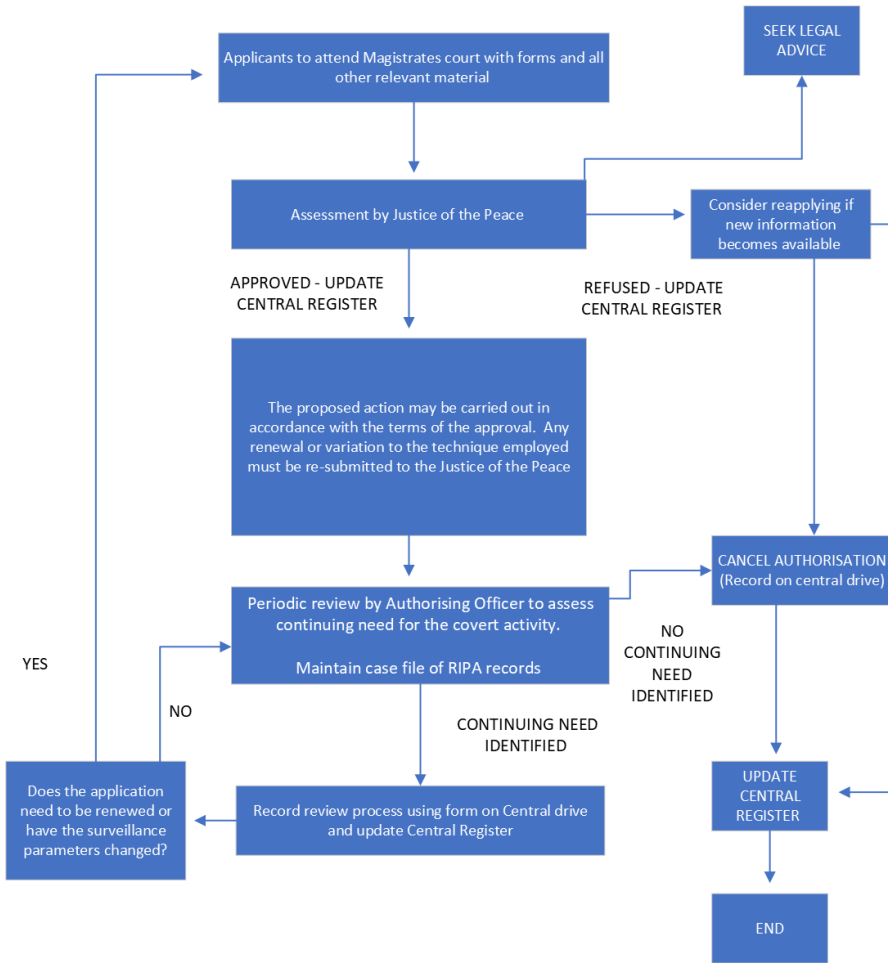 SEEK LEGAL
ADVICE
Applicants to attend Magistrates court with forms and all
other relevant material
Assessment by Justice of the Peace
Consider reapplying if
new information
becomes available
APPROVED - UPDATE
CENTRAL REGISTER
REFUSED - UPDATE
CENTRAL REGISTER
The proposed action may be carried out in
accordance with the terms of the approval.  Any
renewal or variation to the technique employed
must be re-submitted to the Justice of the Peace
CANCEL AUTHORISATION
(Record on central drive)
Periodic review by Authorising Officer to assess
continuing need for the covert activity.
Maintain case file of RIPA records
NO
CONTINUING
NEED
IDENTIFIED
YES
NO
CONTINUING NEED
IDENTIFIED
Does the application
need to be renewed or
have the surveillance
parameters changed?
Record review process using form on Central drive
and update Central Register
UPDATE
CENTRAL
REGISTER
END